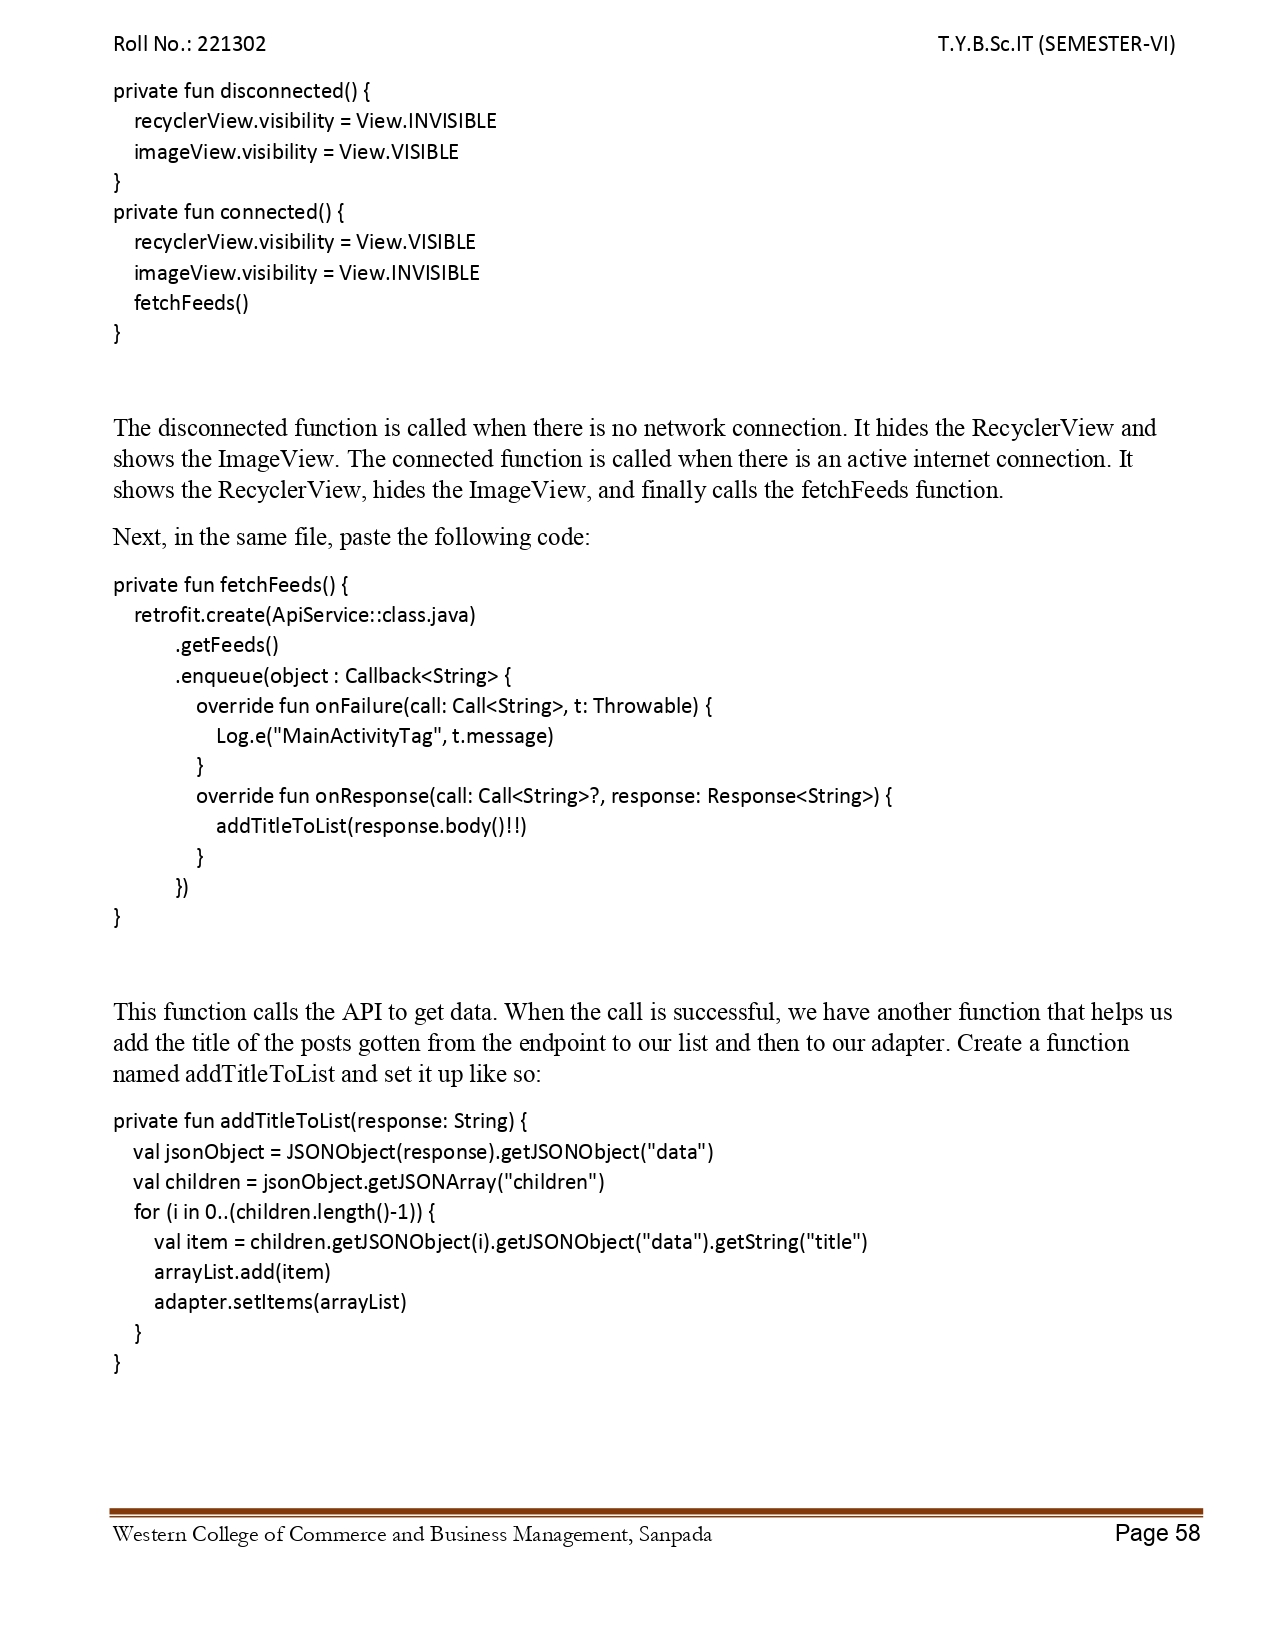 Roll No.: 221302 T.Y.B.Sc.IT (SEMESTER-VI)
private fun disconnected() {
recyclerView.visibility = View.INVISIBLE
imageView.visibility = View.VISIBLE
}
private fun connected() {
recyclerView.visibility = View.VISIBLE
imageView.visibility = View.INVISIBLE
fetchFeeds()
}
The disconnected function is called when there is no network connection. It hides the RecyclerView and
shows the ImageView. The connected function is called when there is an active internet connection. It
shows the RecyclerView, hides the ImageView, and finally calls the fetchFeeds function.
Next, in the same file, paste the following code:
private fun fetchFeeds() {
retrofit.create(ApiService::class.java)
.getFeeds()
.enqueue(object : Callback<String> {
override fun onFailure(call: Call<String>, t: Throwable) {
Log.e("MainActivityTag", t.message)
}
override fun onResponse(call: Call<String>?, response: Response<String>) {
addTitleToList(response.body()!!)
}
})
}
This function calls the API to get data. When the call is successful, we have another function that helps us
add the title of the posts gotten from the endpoint to our list and then to our adapter. Create a function
named addTitleToList and set it up like so:
private fun addTitleToList(response: String) {
val jsonObject = JSONObject(response).getJSONObject("data")
val children = jsonObject.getJSONArray("children")
for (i in 0..(children.length()-1)) {
val item = children.getJSONObject(i).getJSONObject("data").getString("title")
arrayList.add(item)
adapter.setItems(arrayList)
}
}
Western College of Commerce and Business Management, Sanpada Page 58